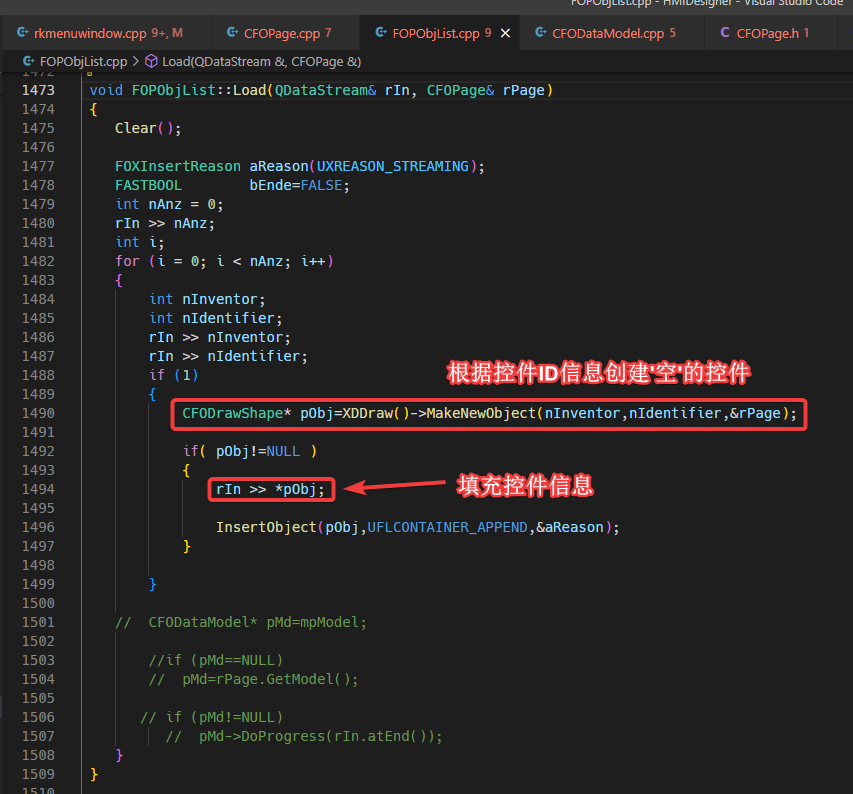 FOPObjList.cpp - HMIDesigner - Visual Studio Code
rkmenuwindow.cpp 9+, M CFOPage.cpp 7 FOPObjList.cpp 9 CFODataModel.cpp 5 CFOPage.h 1
FOPObjList.cpp > Load(QDataStream &, CFOPage &)
1472
1473 void FOPObjList::Load(QDataStream& rIn, CFOPage& rPage)
1474 {
1475 Clear();
1476
1477 FOXInsertReason aReason(UXREASON_STREAMING);
1478 FASTBOOL bEnde=FALSE;
1479 int nAnz = 0;
1480 rIn >> nAnz;
1481 int i;
1482 for (i = 0; i < nAnz; i++)
1483 {
1484 int nInventor;
1485 int nIdentifier;
1486 rIn >> nInventor;
1487 rIn >> nIdentifier;
1488 if (1)
根据控件ID信息创建'空'的控件
1489 {
1490 CFODrawShape* pObj=XDDraw()->MakeNewObject(nInventor,nIdentifier,&rPage);
1491
1492 if( pObj!=NULL )
1493 {
1494 rIn >> *pObj;
填充控件信息
1495
1496 InsertObject(pObj,UFLCONTAINER_APPEND,&aReason);
1497 }
1498
1499 }
1500
1501 // CFODataModel* pMd=mpModel;
1502
1503 //if (pMd==NULL)
1504 // pMd=rPage.GetModel();
1505
1506 // if (pMd!=NULL)
1507 // pMd->DoProgress(rIn.atEnd());
1508 }
1509 }
1510